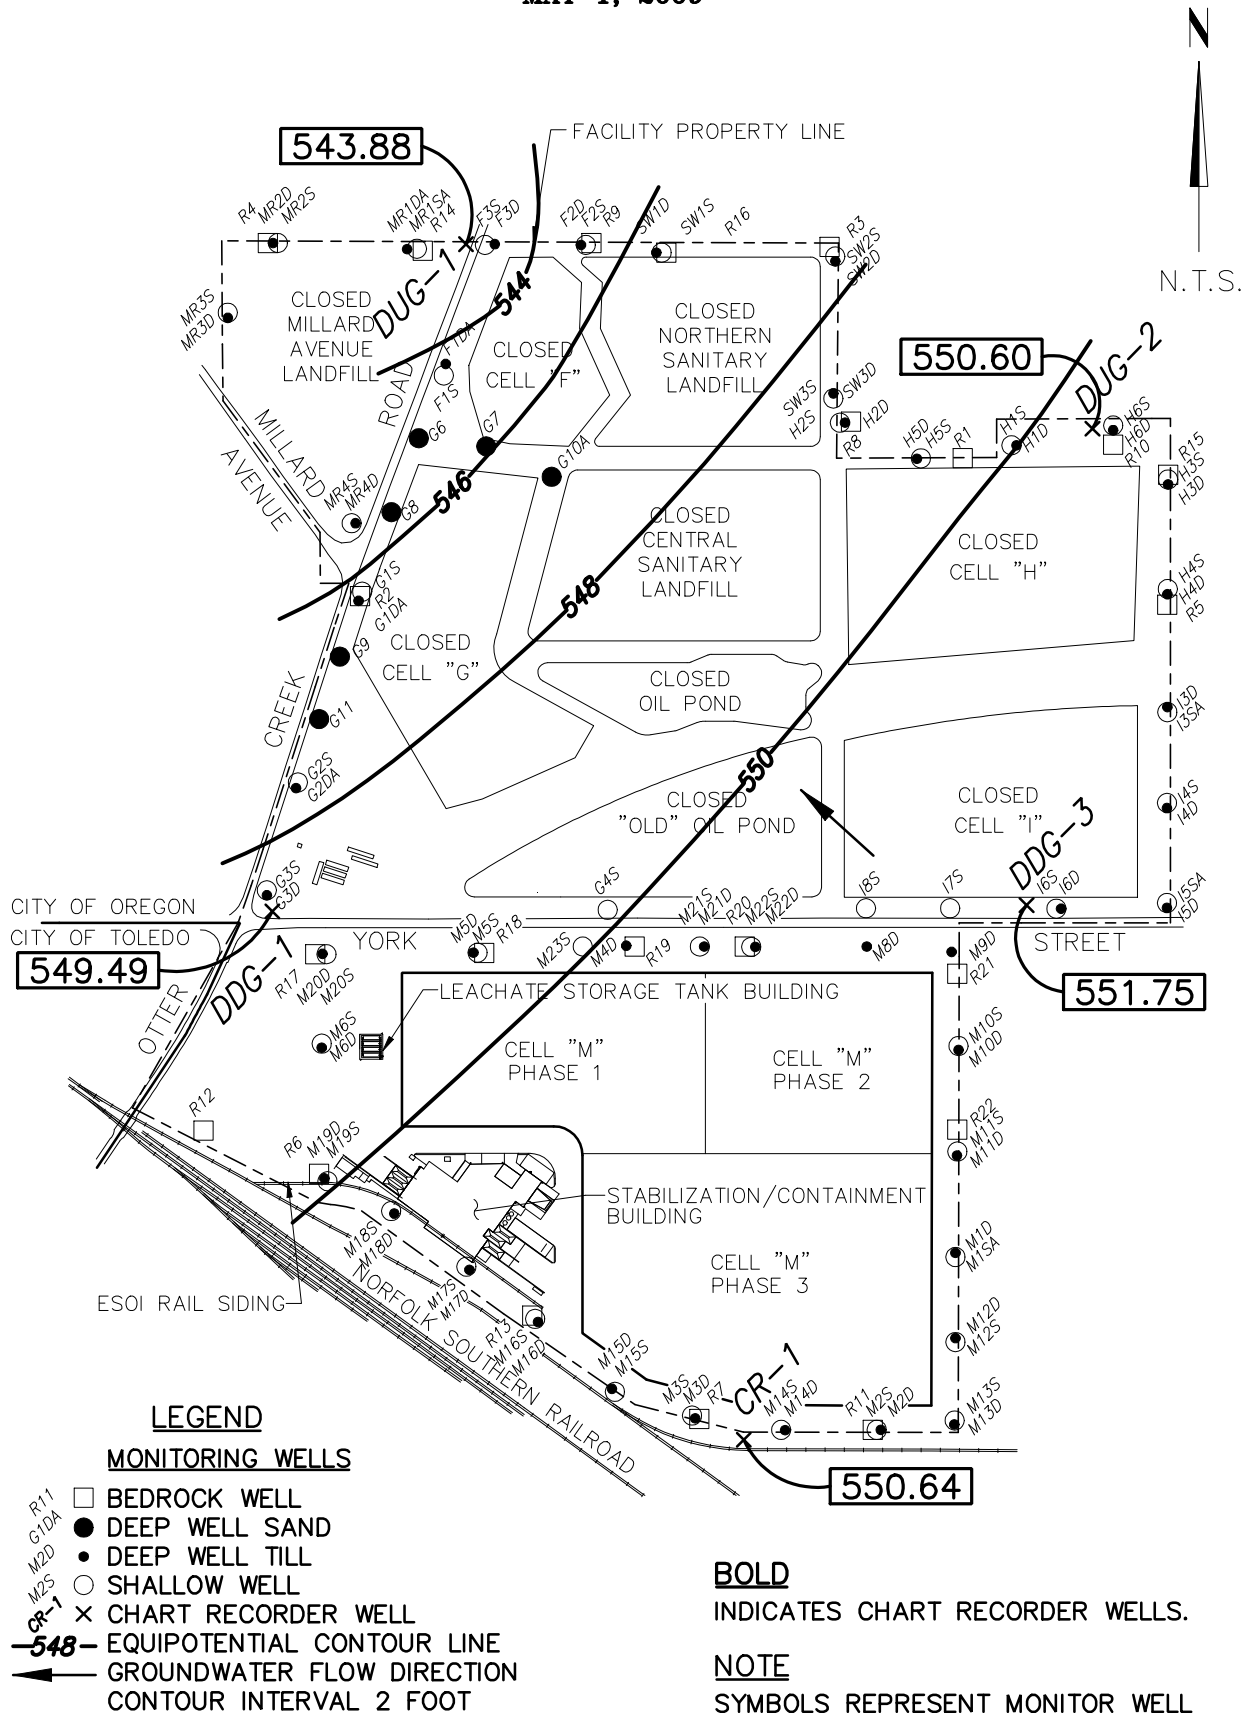 N
N.T.S.
543.88
FACILITY PROPERTY LINE
R4
MR2D
MR2S
MR1DA
MR1SA
R14
F3S
F3D
F2D
F2S
R9
SW1D
SW1S
R16
R3
SW2S
SW2D
MR3S
MR3D
CLOSED
MILLARD
AVENUE
LANDFILL
DUG-1
544
CLOSED
CELL "F"
F1DA
F1S
CLOSED
NORTHERN
SANITARY
LANDFILL
550.60
DUG-2
SW3S
SW3D
H2S
H2D
R8
H5D
H5S
R1
H1S
H1D
H6S
H6D
R10
R15
H3S
H3D
ROAD
MILLARD
AVENUE
MR4S
MR4D
G6
G7
G10A
G8
546
CLOSED
CENTRAL
SANITARY
LANDFILL
CLOSED
CELL "H"
H4S
H4D
R5
G1S
R2
G1DA
548
G9
CLOSED
CELL "G"
CLOSED
OIL POND
CREEK
G11
I3D
I3SA
G2S
G2DA
550
CLOSED
"OLD" OIL POND
CLOSED
CELL "I"
I4S
I4D
DDG-3
G3S
G3D
G4S
I8S
I7S
I6S
I6D
I5SA
I5D
CITY OF OREGON
CITY OF TOLEDO
549.49
DDG-1
YORK
STREET
R17
M20D
M20S
M5D
M5S
R18
M23S
M4D
R19
M21S
M21D
R20
M22S
M22D
M8D
M9D
R21
551.75
LEACHATE STORAGE TANK BUILDING
OTTER
M6S
M6D
CELL "M"
PHASE 1
CELL "M"
PHASE 2
M10S
M10D
R12
R6
M19D
M19S
R22
M11S
M11D
STABILIZATION/CONTAINMENT
BUILDING
M18S
M18D
M1D
M1SA
CELL "M"
PHASE 3
ESOI RAIL SIDING
NORFOLK SOUTHERN RAILROAD
M17S
M17D
R13
M16S
M16D
M12D
M12S
M15D
M15S
M3S
M3D
R7
CR-1
M14S
M14D
R11
M2S
M2D
M13S
M13D
550.64
LEGEND
MONITORING WELLS
R11 BEDROCK WELL
G1DA DEEP WELL SAND
M2D DEEP WELL TILL
M2S SHALLOW WELL
CR-1 CHART RECORDER WELL
548 EQUIPOTENTIAL CONTOUR LINE
GROUNDWATER FLOW DIRECTION
CONTOUR INTERVAL 2 FOOT
BOLD
INDICATES CHART RECORDER WELLS.
NOTE
SYMBOLS REPRESENT MONITOR WELL